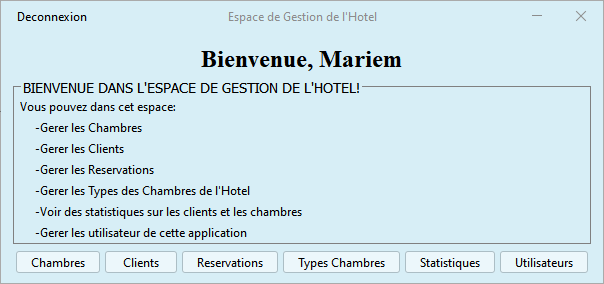 Deconnexion
Espace de Gestion de l'Hotel
Bienvenue, Mariem
BIENVENUE DANS L'ESPACE DE GESTION DE L'HOTEL!
Vous pouvez dans cet espace:
-Gerer les Chambres
-Gerer les Clients
-Gerer les Reservations
-Gerer les Types des Chambres de l'Hotel
-Voir des statistiques sur les clients et les chambres
-Gerer les utilisateur de cette application
Chambres Clients Reservations Types Chambres Statistiques Utilisateurs